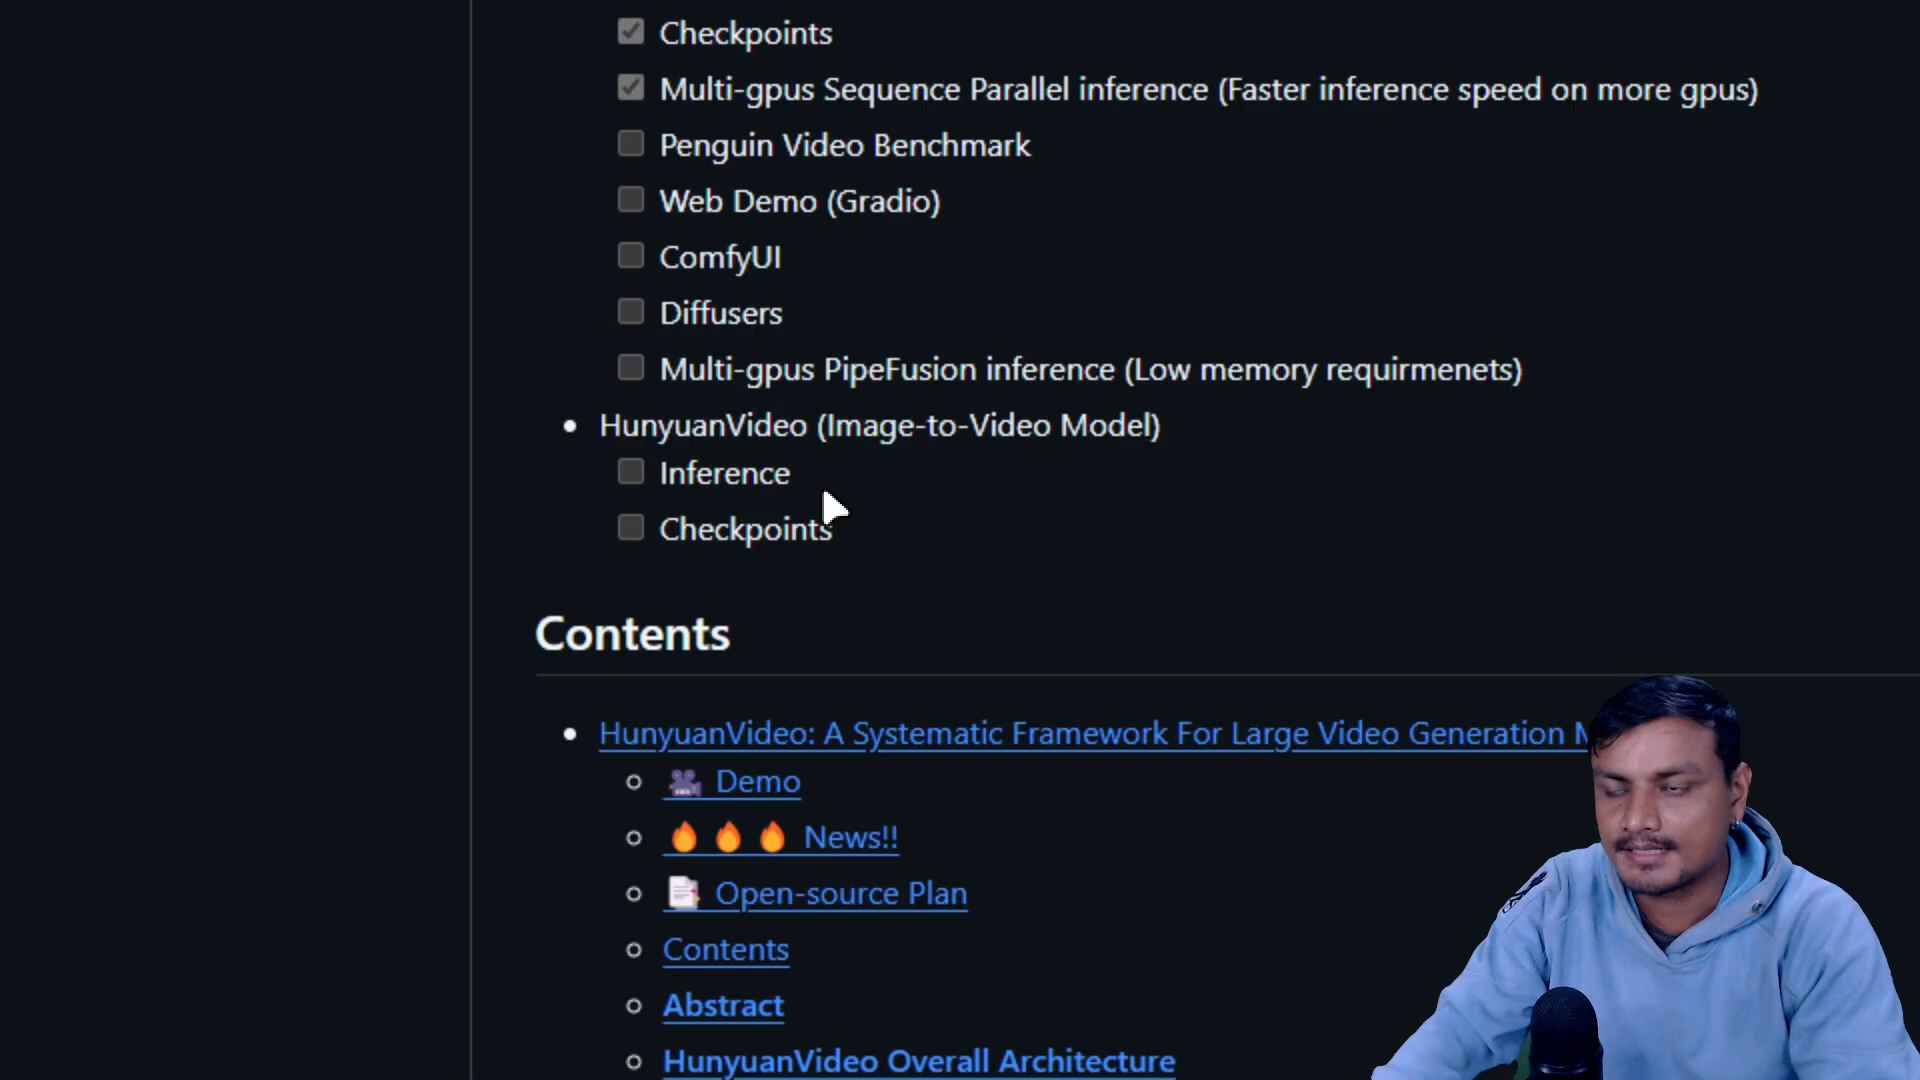 Checkpoints
Multi-gpus Sequence Parallel inference (Faster inference speed on more gpus)
Penguin Video Benchmark
Web Demo (Gradio)
ComfyUI
Diffusers
Multi-gpus PipeFusion inference (Low memory requirmenets)
HunyuanVideo (Image-to-Video Model)
Inference
Checkpoints
Contents
HunyuanVideo: A Systematic Framework For Large Video Generation
Demo
News!!
Open-source Plan
Contents
Abstract
HunyuanVideo Overall Architecture